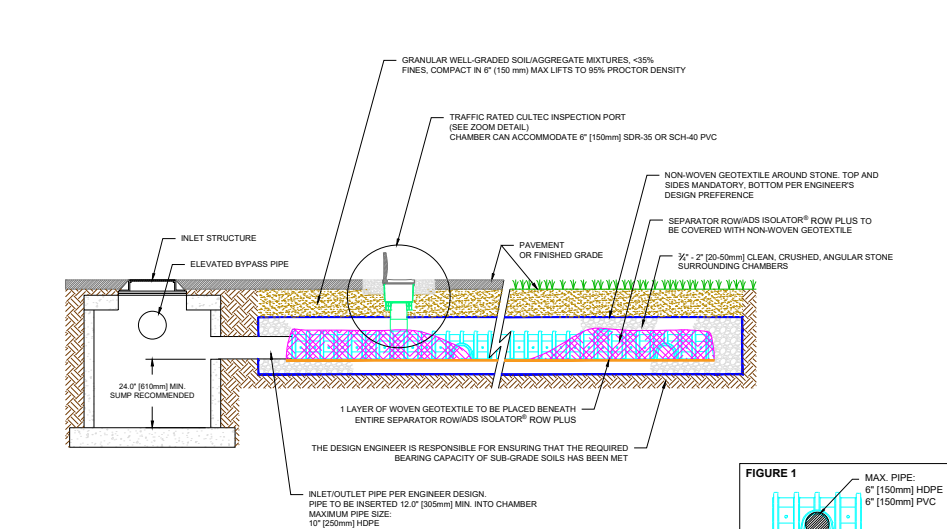 GRANULAR WELL-GRADED SOIL/AGGREGATE MIXTURES, <35%
FINES, COMPACT IN 6" (150 mm) MAX LIFTS TO 95% PROCTOR DENSITY
TRAFFIC RATED CULTEC INSPECTION PORT
(SEE ZOOM DETAIL)
CHAMBER CAN ACCOMMODATE 6" [150mm] SDR-35 OR SCH-40 PVC
NON-WOVEN GEOTEXTILE AROUND STONE. TOP AND
SIDES MANDATORY, BOTTOM PER ENGINEER'S
DESIGN PREFERENCE
SEPARATOR ROW/ADS ISOLATOR® ROW PLUS TO
BE COVERED WITH NON-WOVEN GEOTEXTILE
INLET STRUCTURE
PAVEMENT
OR FINISHED GRADE
¾" - 2" [20-50mm] CLEAN, CRUSHED, ANGULAR STONE
SURROUNDING CHAMBERS
ELEVATED BYPASS PIPE
24.0" [610mm] MIN.
SUMP RECOMMENDED
1 LAYER OF WOVEN GEOTEXTILE TO BE PLACED BENEATH
ENTIRE SEPARATOR ROW/ADS ISOLATOR® ROW PLUS
THE DESIGN ENGINEER IS RESPONSIBLE FOR ENSURING THAT THE REQUIRED
BEARING CAPACITY OF SUB-GRADE SOILS HAS BEEN MET
INLET/OUTLET PIPE PER ENGINEER DESIGN.
PIPE TO BE INSERTED 12.0" [305mm] MIN. INTO CHAMBER
MAXIMUM PIPE SIZE:
10" [250mm] HDPE
FIGURE 1
MAX. PIPE:
6" [150mm] HDPE
6" [150mm] PVC